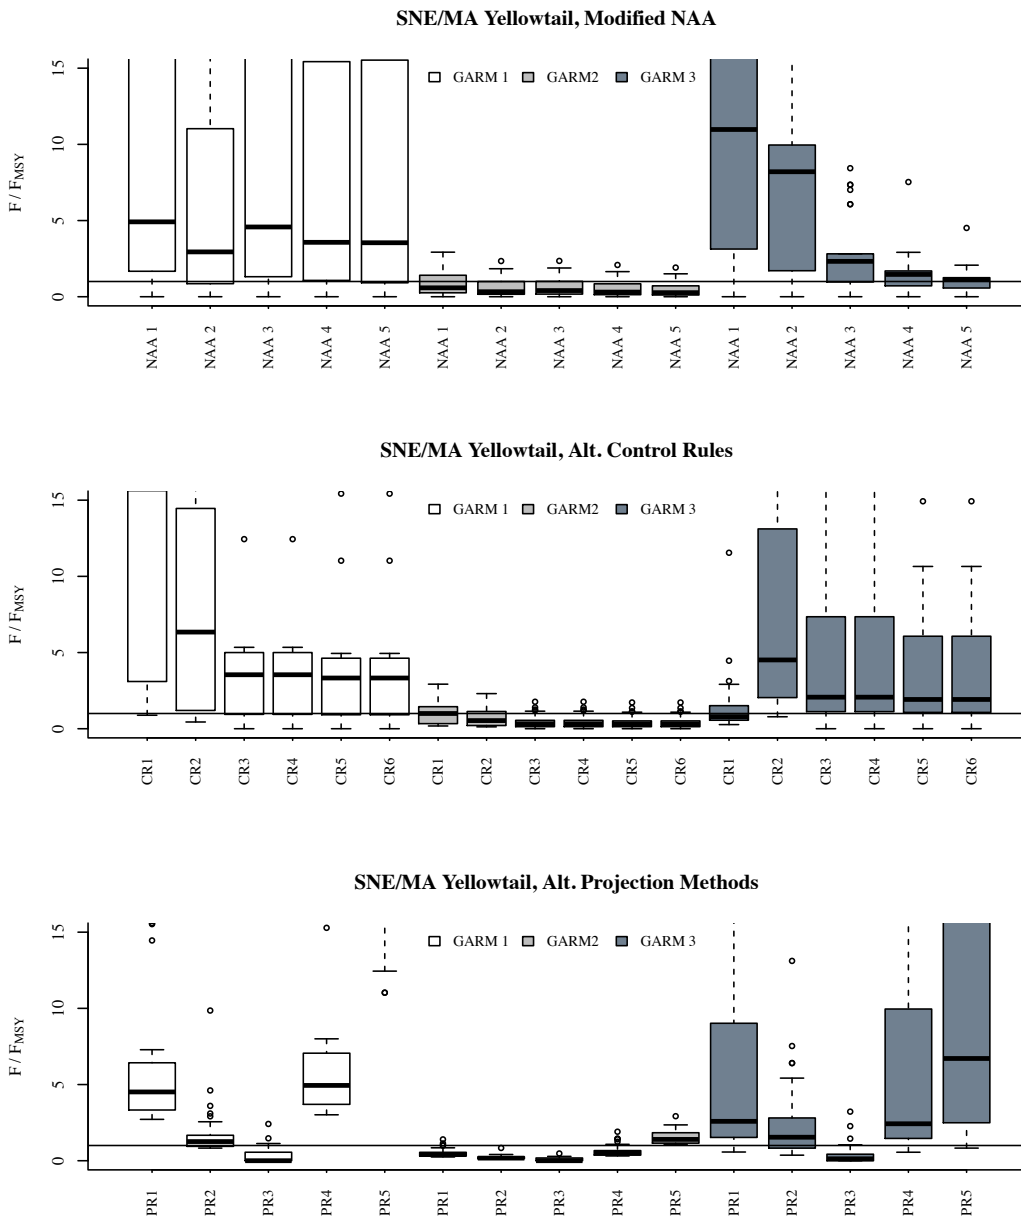 SNE/MA Yellowtail, Modified NAA
GARM 1 GARM2 GARM 3
F / FMSY
15
10
5
0
NAA 1 NAA 2 NAA 3 NAA 4 NAA 5 NAA 1 NAA 2 NAA 3 NAA 4 NAA 5 NAA 1 NAA 2 NAA 3 NAA 4 NAA 5
SNE/MA Yellowtail, Alt. Control Rules
GARM 1 GARM2 GARM 3
F / FMSY
15
10
5
0
CR1 CR2 CR3 CR4 CR5 CR6 CR1 CR2 CR3 CR4 CR5 CR6 CR1 CR2 CR3 CR4 CR5 CR6
SNE/MA Yellowtail, Alt. Projection Methods
GARM 1 GARM2 GARM 3
F / FMSY
15
10
5
0
PR1 PR2 PR3 PR4 PR5 PR1 PR2 PR3 PR4 PR5 PR1 PR2 PR3 PR4 PR5